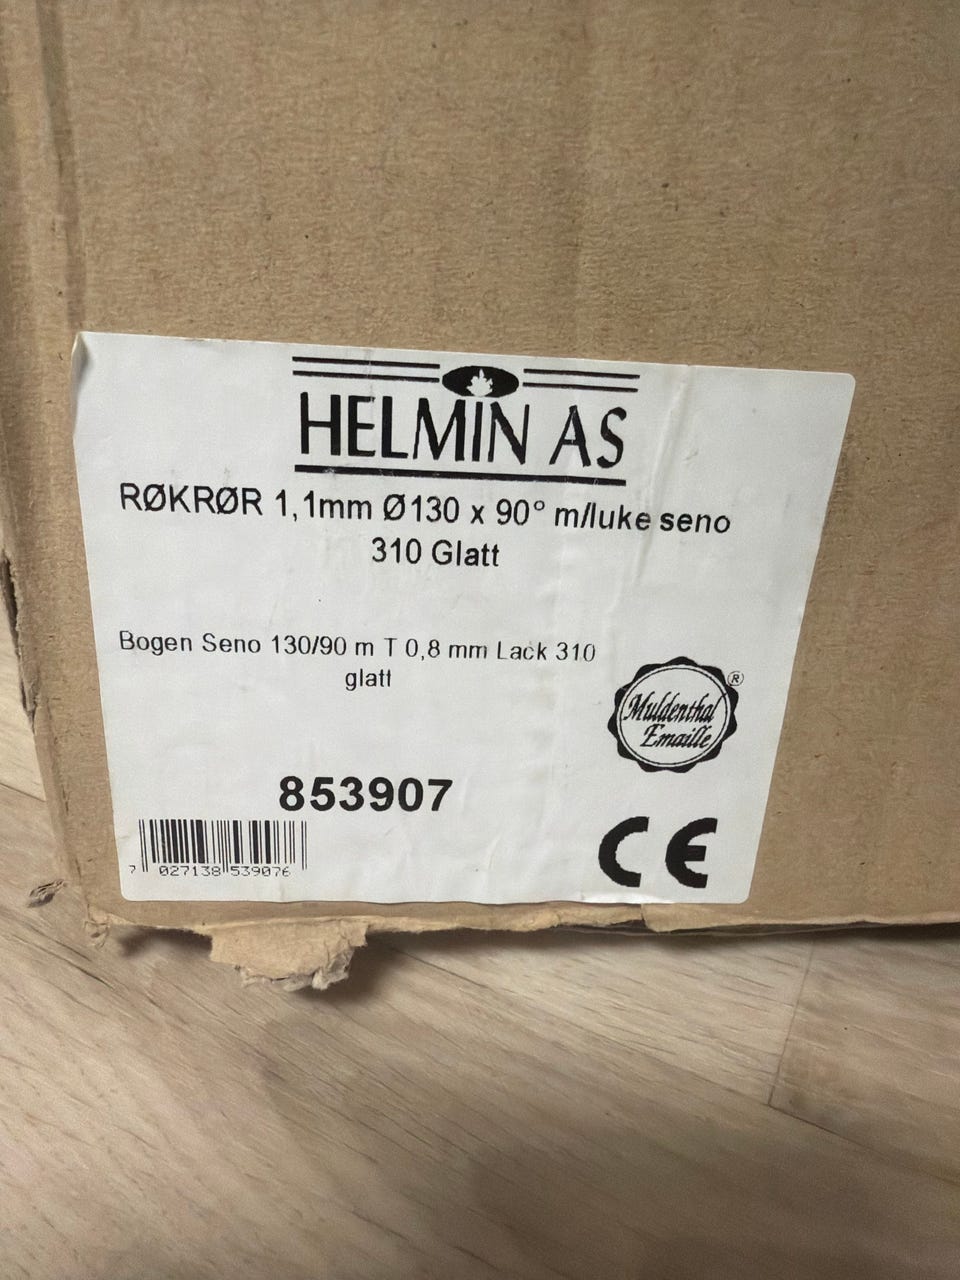 HELMIN AS
RØKRØR 1,1mm Ø130 x 90° m/luke seno
310 Glatt
Bogen Seno 130/90 m T 0,8 mm Lack 310
glatt
Muldenthal ®
Emaille
853907
7 027138 539076
CE